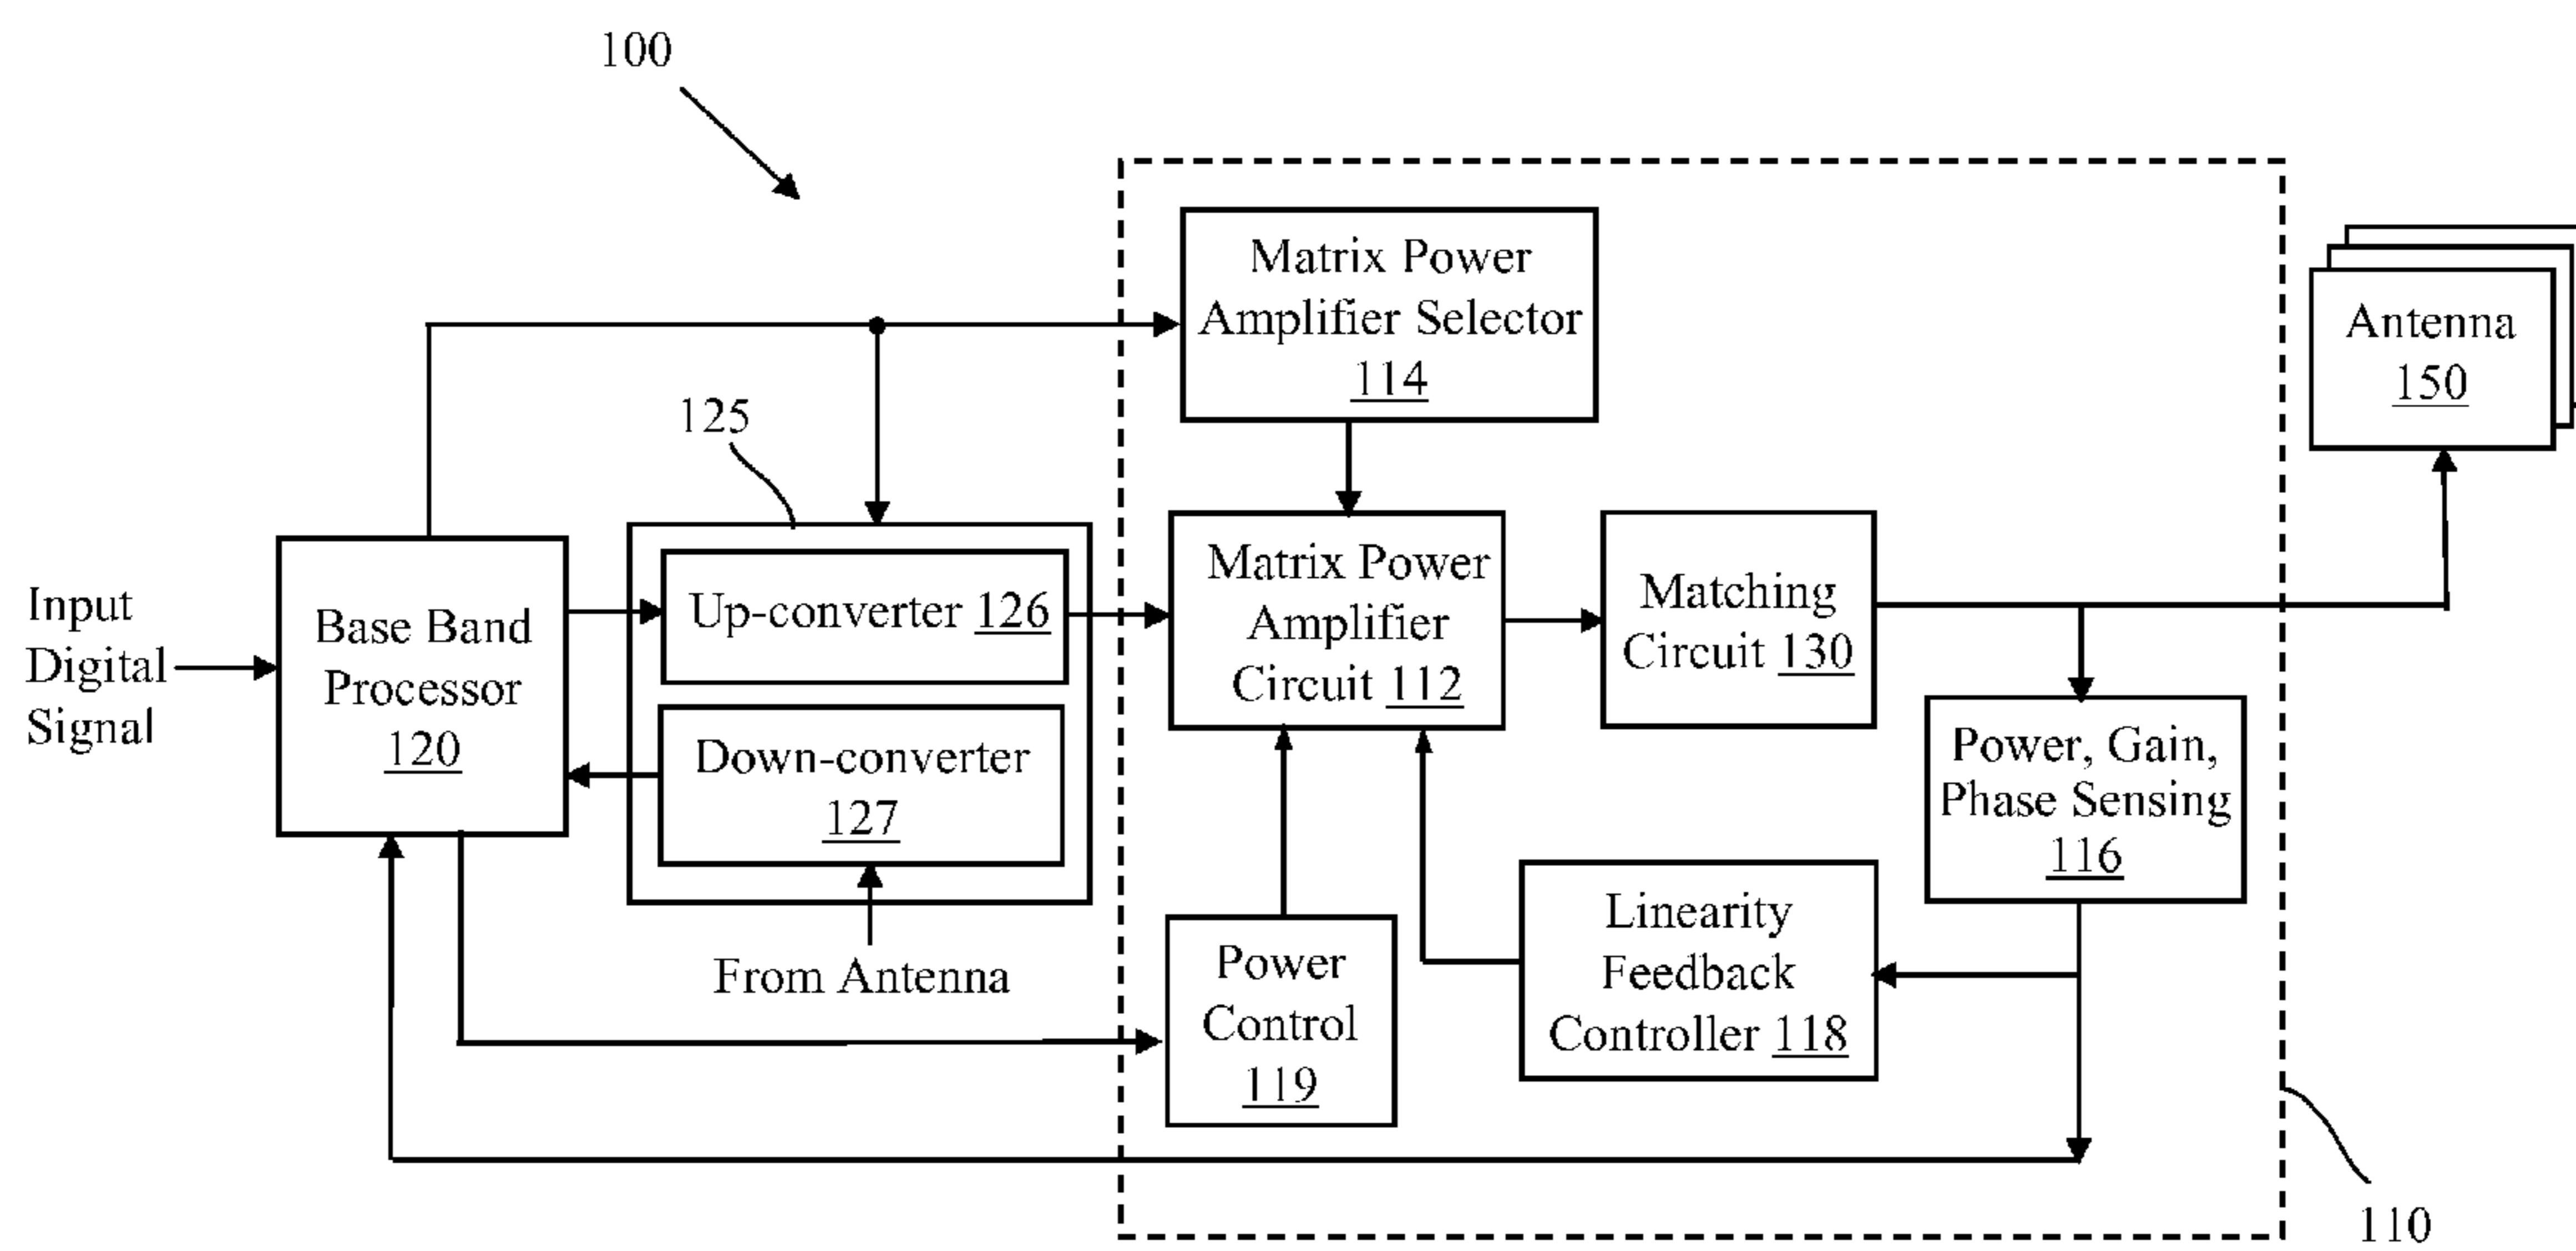 100
Matrix Power
Amplifier Selector
114
Antenna
150
125
Input
Digital
Signal
Base Band
Processor
120
Up-converter 126
Down-converter
127
From Antenna
Matrix Power
Amplifier
Circuit 112
Matching
Circuit 130
Power, Gain,
Phase Sensing
116
Linearity
Feedback
Controller 118
Power
Control
119
110